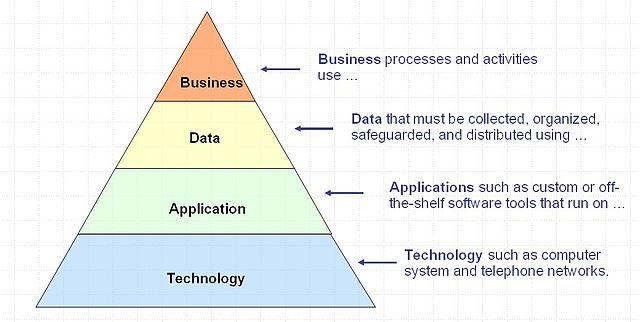 Business
Business processes and activities
use ...
Data
Data that must be collected, organized,
safeguarded, and distributed using ...
Application
Applications such as custom or off-
the-shelf software tools that run on ...
Technology
Technology such as computer
system and telephone networks.